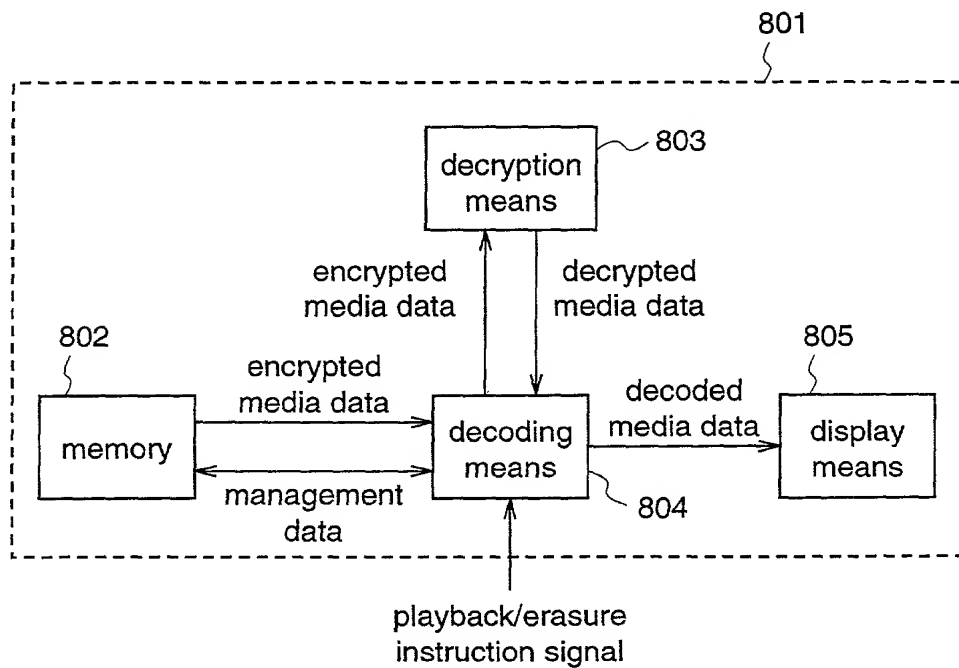 801
803
decryption
means
encrypted
media data
decrypted
media data
802
805
encrypted
media data
decoded
media data
memory
decoding
means
display
means
management
data
804
playback/erasure
instruction signal